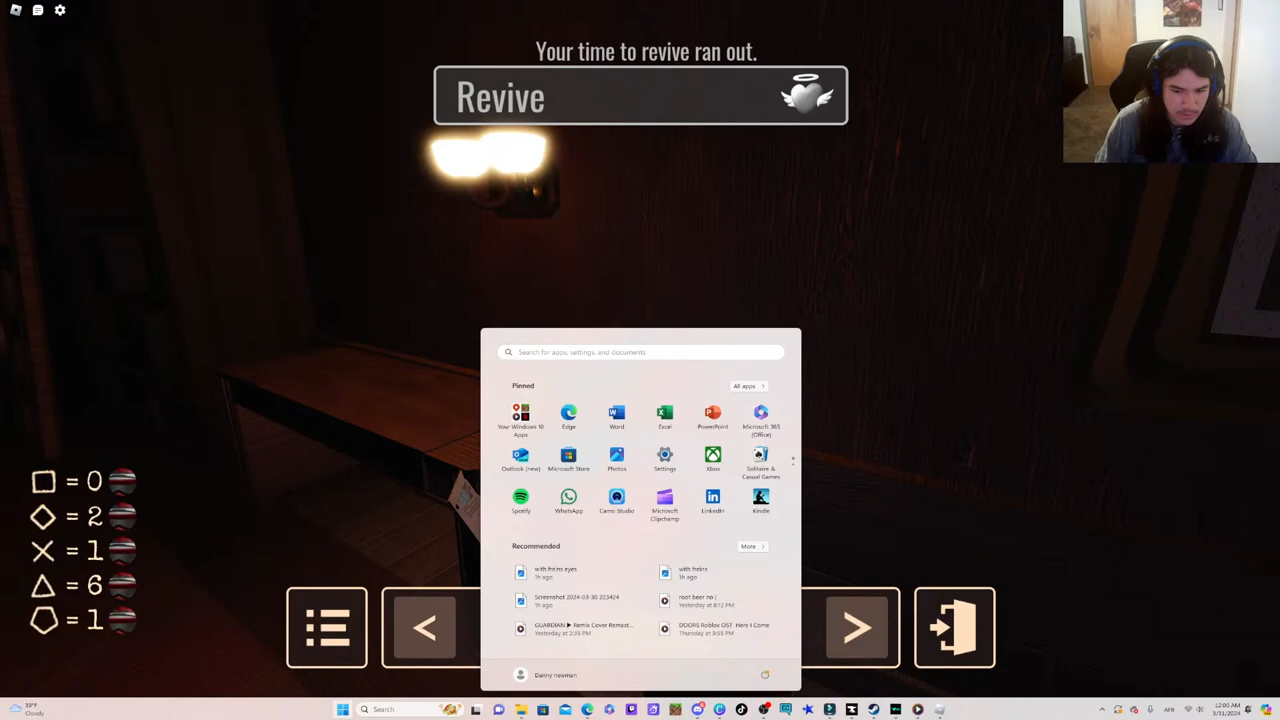 Your time to revive ran out.
Revive
Search for apps, settings, and documents
Pinned
All apps >
Your Windows 10 Apps
Edge
Word
Excel
PowerPoint
Microsoft 365 (Office)
Outlook (new)
Microsoft Store
Photos
Settings
Xbox
Solitaire & Casual Games
Spotify
WhatsApp
Camo Studio
Microsoft Clipchamp
LinkedIn
Kindle
Recommended
More >
with freins eyes
1h ago
with freins
1h ago
Screenshot 2024-03-30 223424
1h ago
root beer no (
Yesterday at 8:12 PM
GUARDIAN ▶ Remix Cover Remast...
Yesterday at 2:35 PM
DOORS Roblox OST Here I Come
Thursday at 3:55 PM
Danny newman
□ = 0
◇ = 2
X = 1
△ = 6
⬠ = 1
<
>
39°F
Cloudy
Search
AFR
12:00 AM
3/31/2024